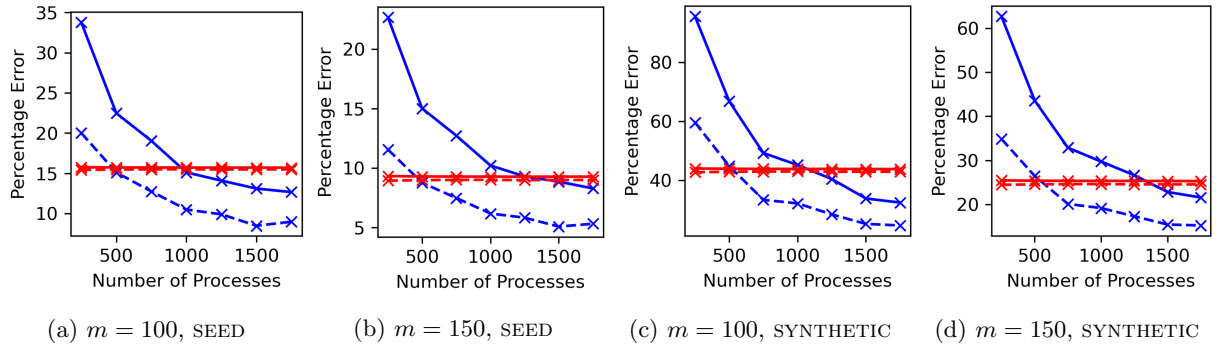 35
30
25
20
15
10
Percentage Error
500 1000 1500
Number of Processes
(a) m = 100, SEED
20
15
10
5
Percentage Error
500 1000 1500
Number of Processes
(b) m = 150, SEED
80
60
40
Percentage Error
500 1000 1500
Number of Processes
(c) m = 100, SYNTHETIC
60
50
40
30
20
Percentage Error
500 1000 1500
Number of Processes
(d) m = 150, SYNTHETIC